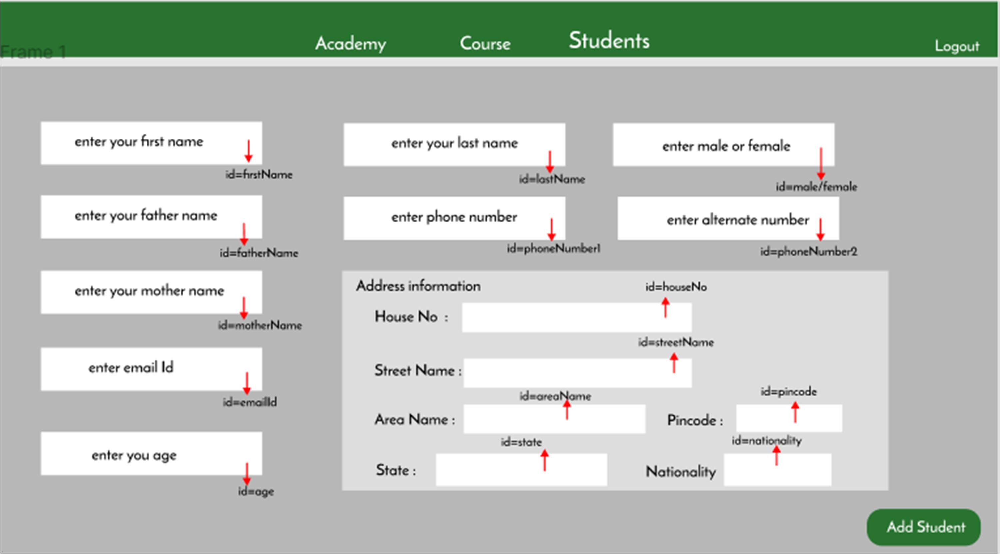 Academy
Course
Students
Logout
Frame 1
enter your first name
id=firstName
enter your last name
id=lastName
enter male or female
id=male/female
enter your father name
id=fatherName
enter phone number
id=phoneNumber1
enter alternate number
id=phoneNumber2
enter your mother name
id=motherName
enter email Id
id=emailId
enter you age
id=age
Address information
id=houseNo
House No :
id=streetName
Street Name :
id=areaName
Area Name :
id=pincode
Pincode :
id=state
State :
id=nationality
Nationality
Add Student